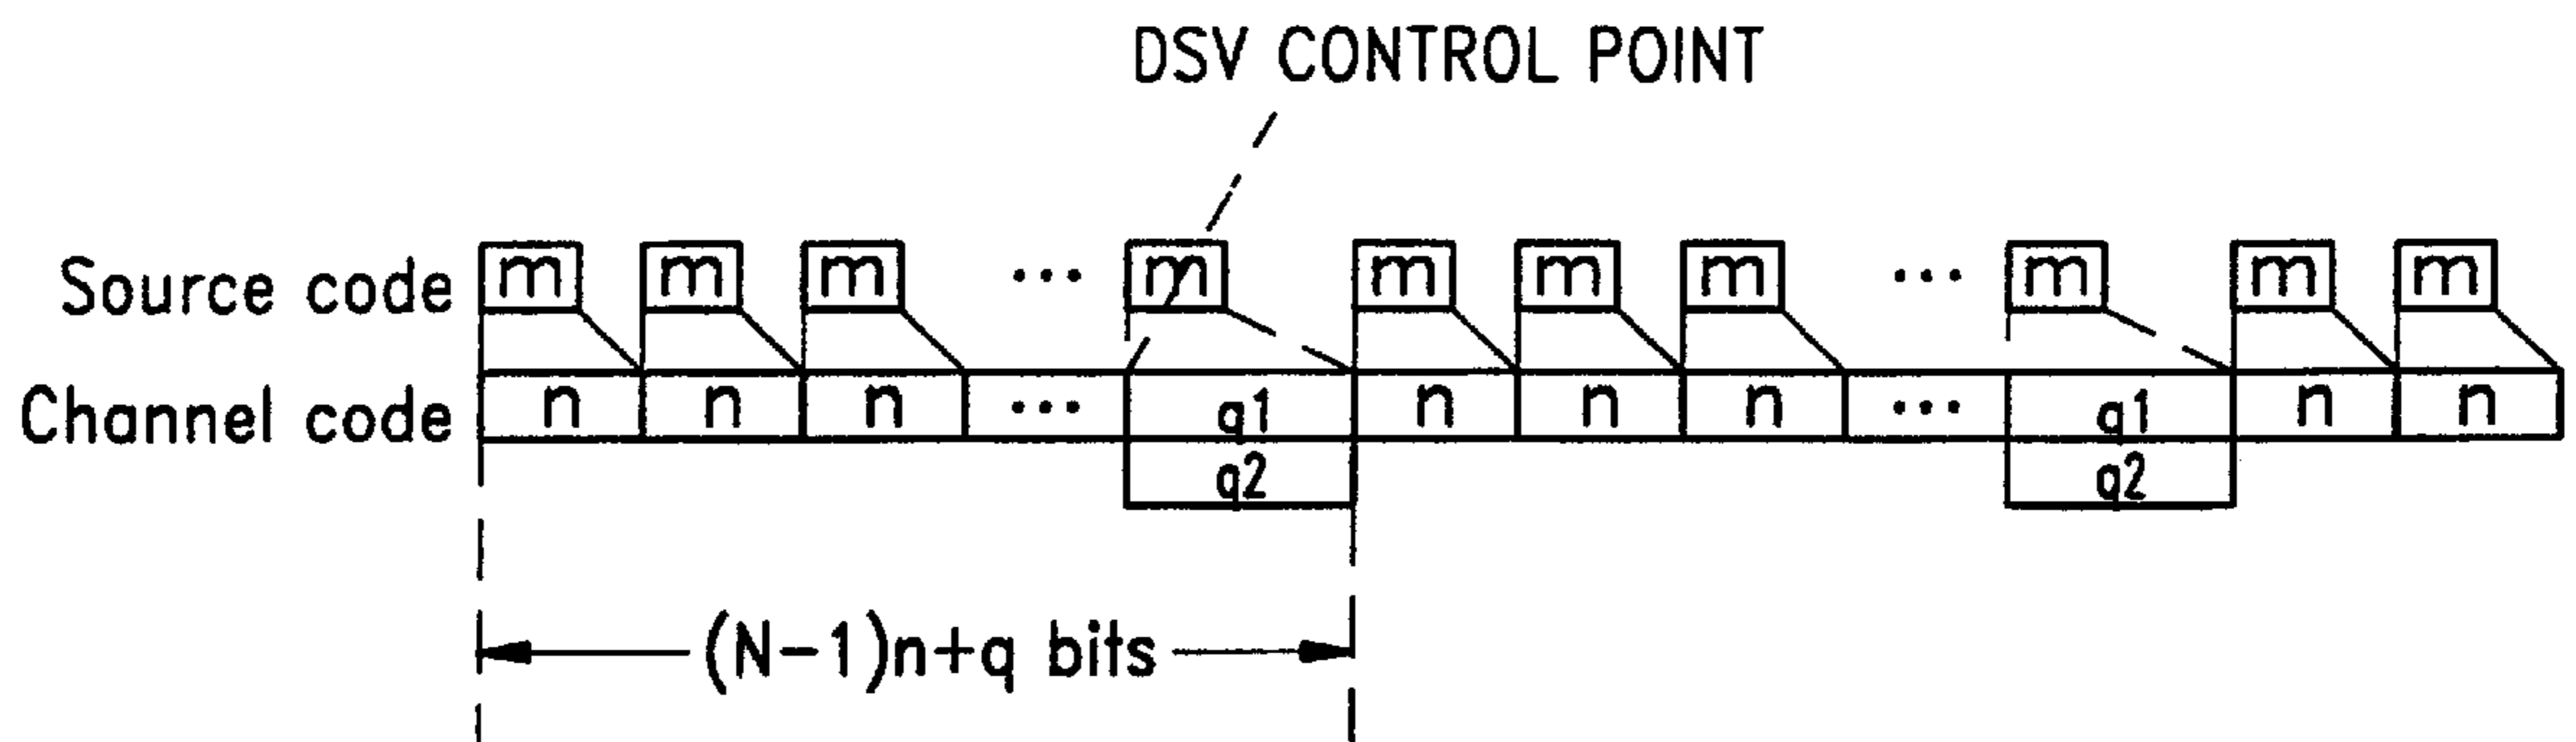 DSV CONTROL POINT
Source code m m m ... m m m m ... m m m
Channel code n n n ... q1 n n n ... q1 n n
q2 q2
(N-1)n+q bits